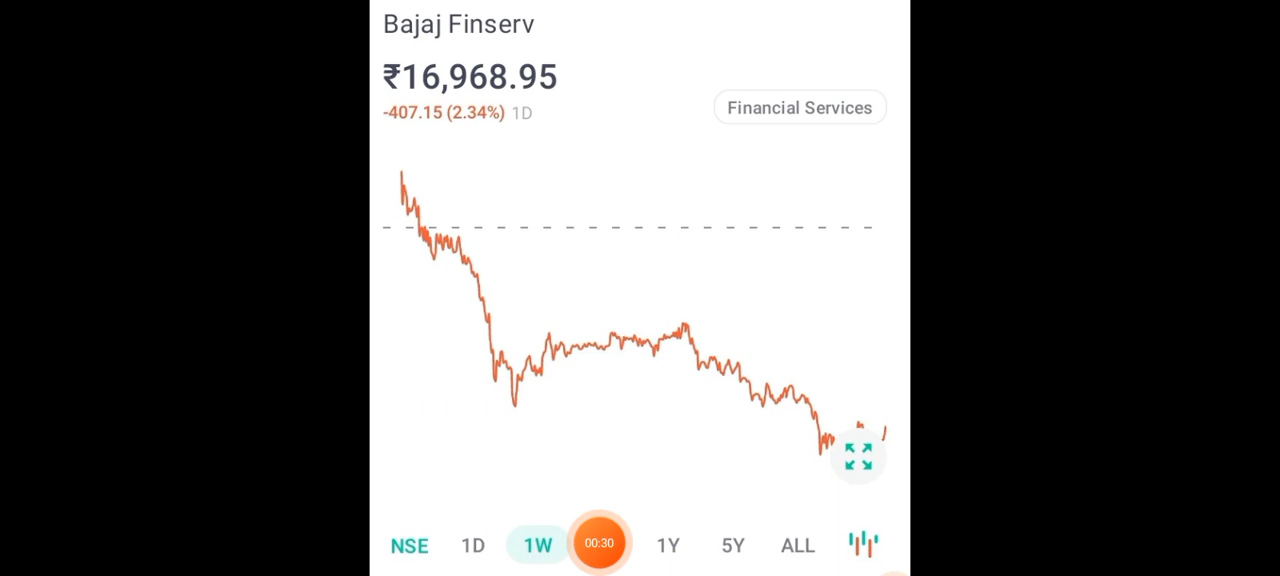 Bajaj Finserv
₹16,968.95
-407.15 (2.34%) 1D
Financial Services
NSE 1D 1W 00:30 1Y 5Y ALL